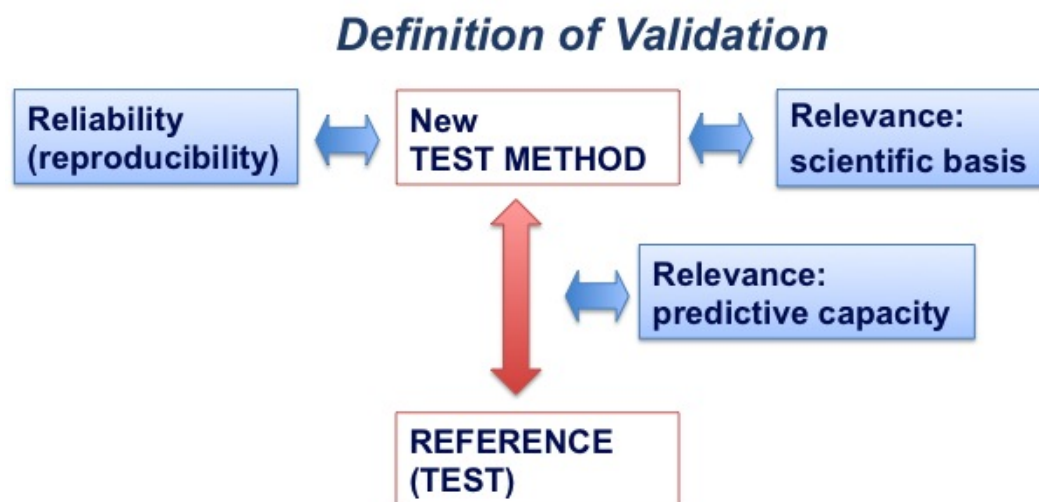 Definition of Validation
Reliability
(reproducibility)
New
TEST METHOD
Relevance:
scientific basis
Relevance:
predictive capacity
REFERENCE
(TEST)